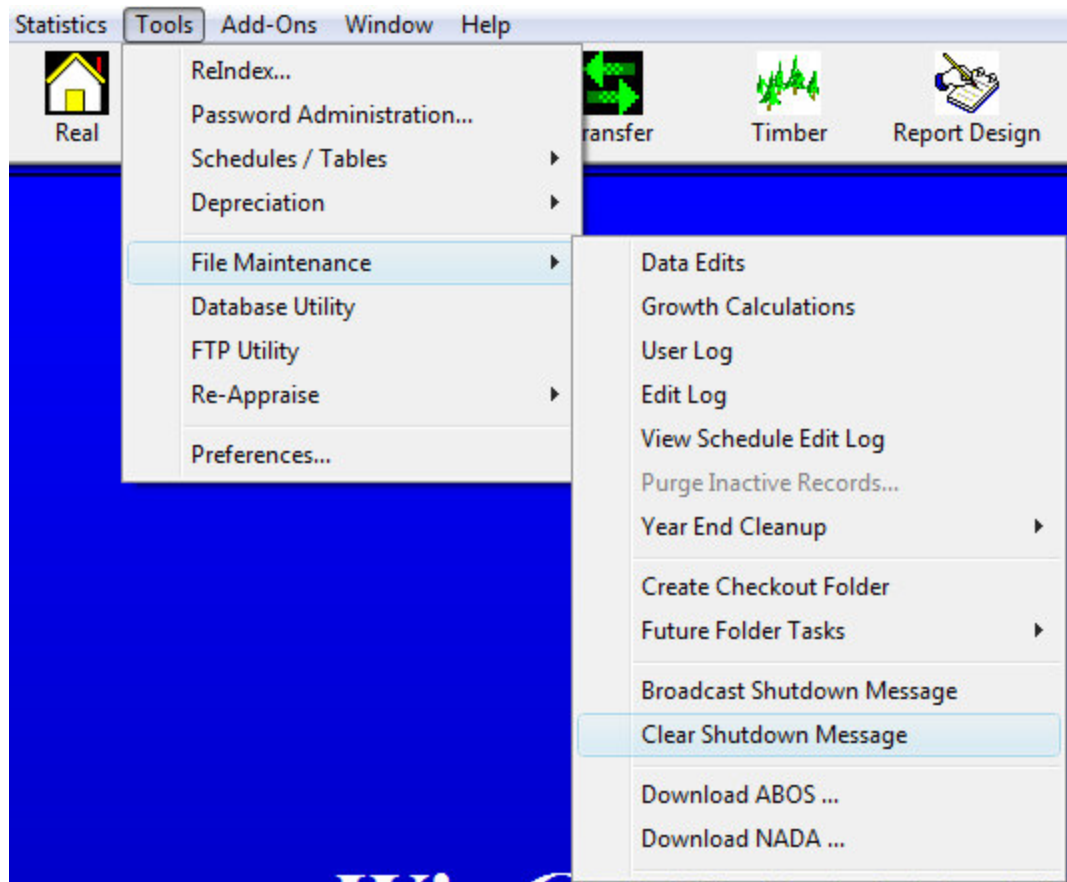 Statistics Tools Add-Ons Window Help
Real
ransfer
Timber
Report Design
ReIndex...
Password Administration...
Schedules / Tables
Depreciation
File Maintenance
Database Utility
FTP Utility
Re-Appraise
Preferences...
Data Edits
Growth Calculations
User Log
Edit Log
View Schedule Edit Log
Purge Inactive Records...
Year End Cleanup
Create Checkout Folder
Future Folder Tasks
Broadcast Shutdown Message
Clear Shutdown Message
Download ABOS ...
Download NADA ...